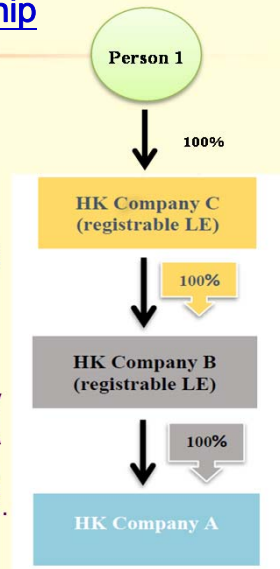 hip
Person 1
100%
HK Company C
(registrable LE)
100%
HK Company B
(registrable LE)
100%
HK Company A